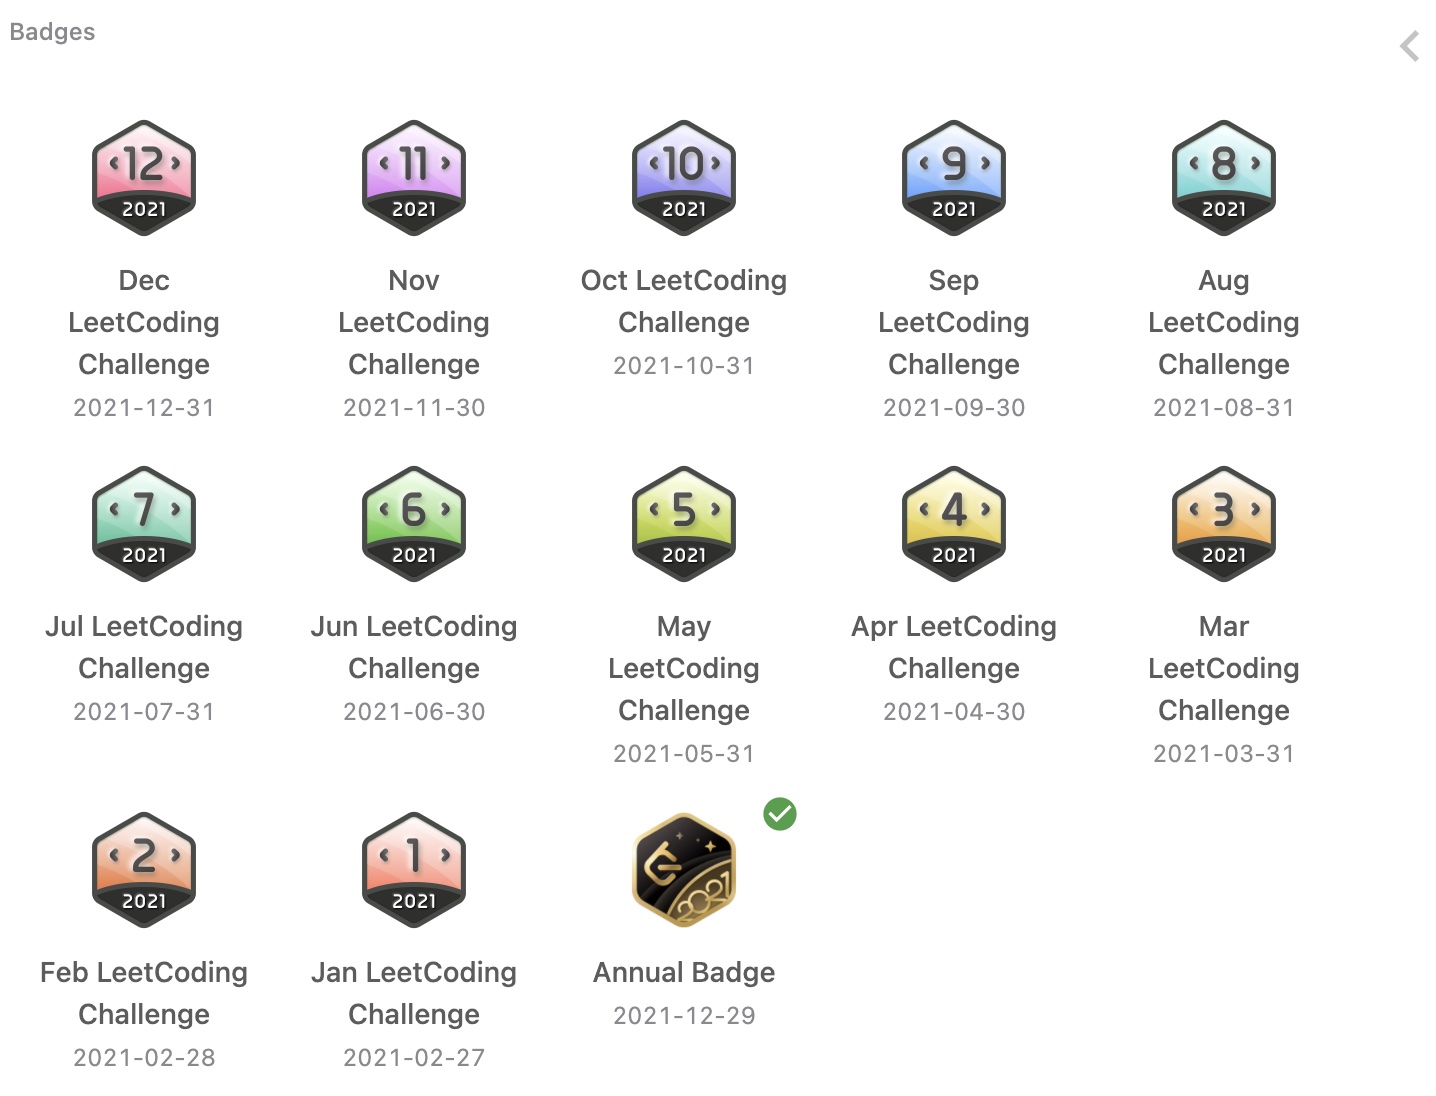 Badges
12
2021
Dec
LeetCoding
Challenge
2021-12-31
11
2021
Nov
LeetCoding
Challenge
2021-11-30
10
2021
Oct LeetCoding
Challenge
2021-10-31
9
2021
Sep
LeetCoding
Challenge
2021-09-30
8
2021
Aug
LeetCoding
Challenge
2021-08-31
7
2021
Jul LeetCoding
Challenge
2021-07-31
6
2021
Jun LeetCoding
Challenge
2021-06-30
5
2021
May
LeetCoding
Challenge
2021-05-31
4
2021
Apr LeetCoding
Challenge
2021-04-30
3
2021
Mar
LeetCoding
Challenge
2021-03-31
2
2021
Feb LeetCoding
Challenge
2021-02-28
1
2021
Jan LeetCoding
Challenge
2021-02-27
2021
Annual Badge
2021-12-29